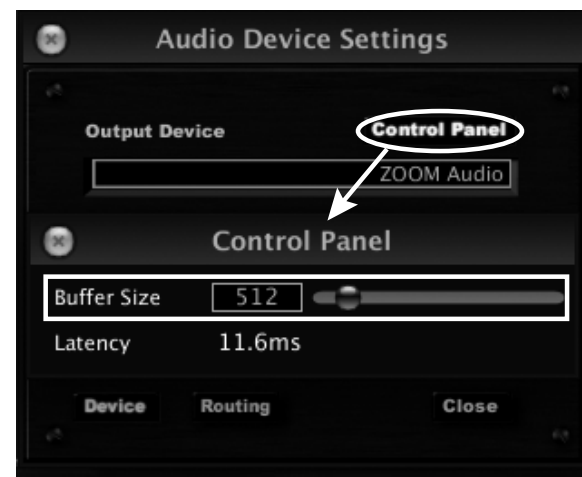 Audio Device Settings
Output Device Control Panel
ZOOM Audio
Control Panel
Buffer Size 512
Latency 11.6ms
Device Routing Close